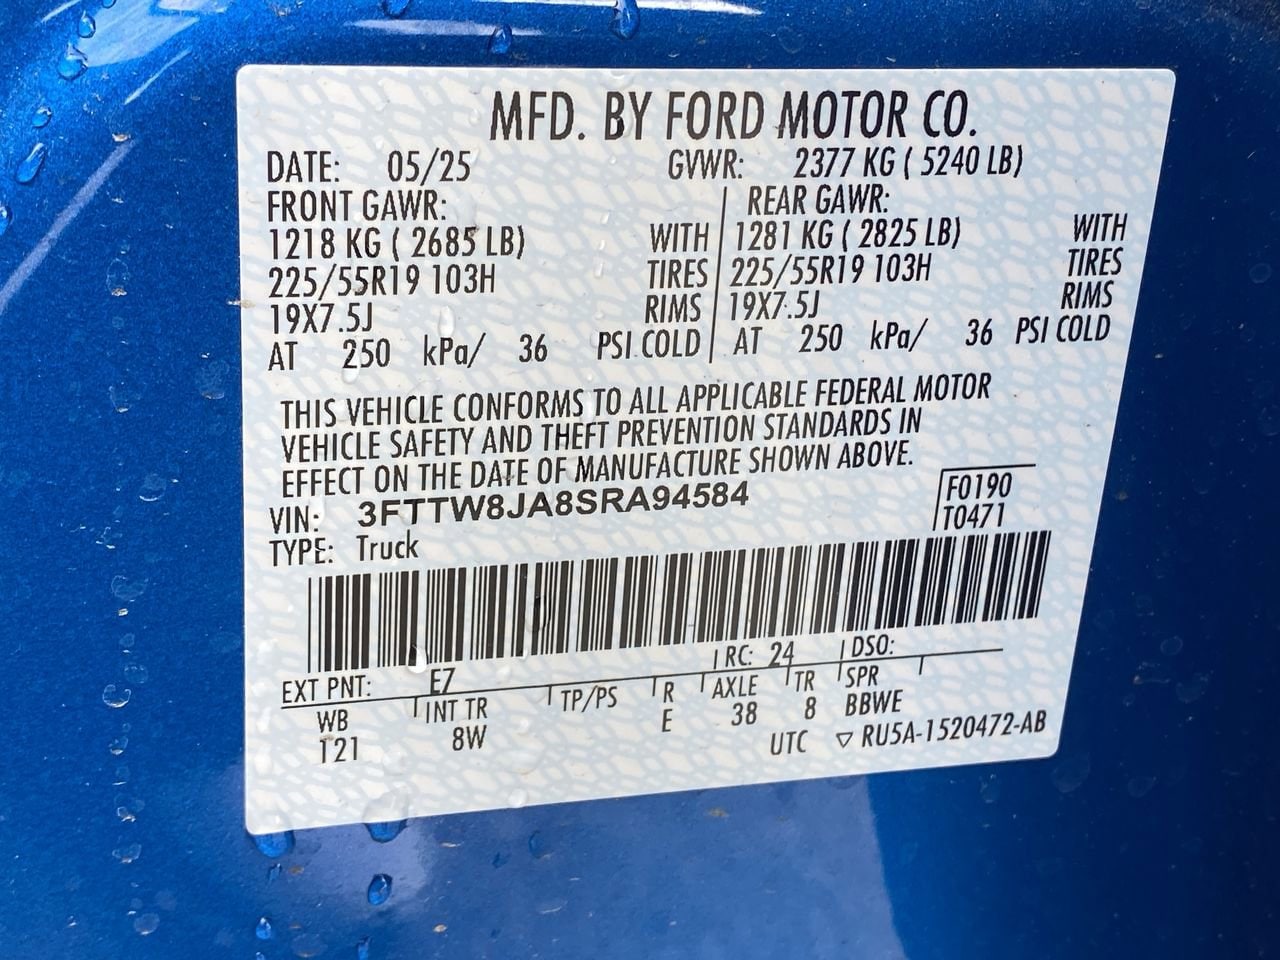 MFD. BY FORD MOTOR CO.
DATE: 05/25 GVWR: 2377 KG ( 5240 LB)
FRONT GAWR: REAR GAWR:
1218 KG ( 2685 LB) WITH 1281 KG ( 2825 LB) WITH
225/55R19 103H TIRES 225/55R19 103H TIRES
19X7.5J RIMS 19X7.5J RIMS
AT 250 kPa/ 36 PSI COLD AT 250 kPa/ 36 PSI COLD
THIS VEHICLE CONFORMS TO ALL APPLICABLE FEDERAL MOTOR
VEHICLE SAFETY AND THEFT PREVENTION STANDARDS IN
EFFECT ON THE DATE OF MANUFACTURE SHOWN ABOVE.
VIN: 3FTTW8JA8SRA94584 F0190
TYPE: Truck T0471
EXT PNT: E7 RC: 24 DSO:
WB INT TR TP/PS R AXLE TR SPR
121 8W E 38 8 BBWE
UTC ▽ RU5A-1520472-AB